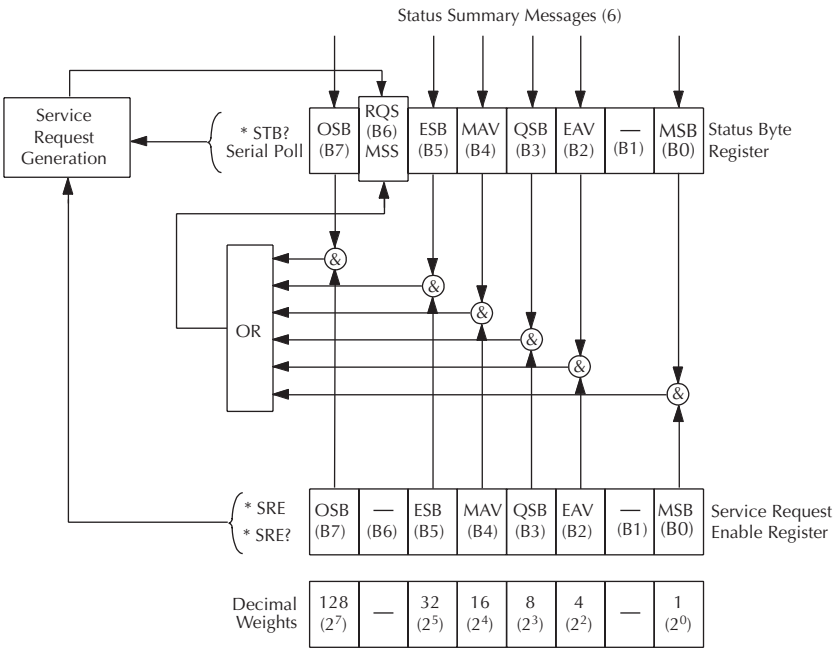 Status Summary Messages (6)
Service
Request
Generation
* STB?
Serial Poll
OSB
(B7)
RQS
(B6)
MSS
ESB
(B5)
MAV
(B4)
QSB
(B3)
EAV
(B2)
—
(B1)
MSB
(B0)
Status Byte
Register
&
&
&
&
&
&
OR
* SRE
* SRE?
OSB
(B7)
—
(B6)
ESB
(B5)
MAV
(B4)
QSB
(B3)
EAV
(B2)
—
(B1)
MSB
(B0)
Service Request
Enable Register
Decimal
Weights
128
(2⁷)
—
32
(2⁵)
16
(2⁴)
8
(2³)
4
(2²)
—
1
(2⁰)